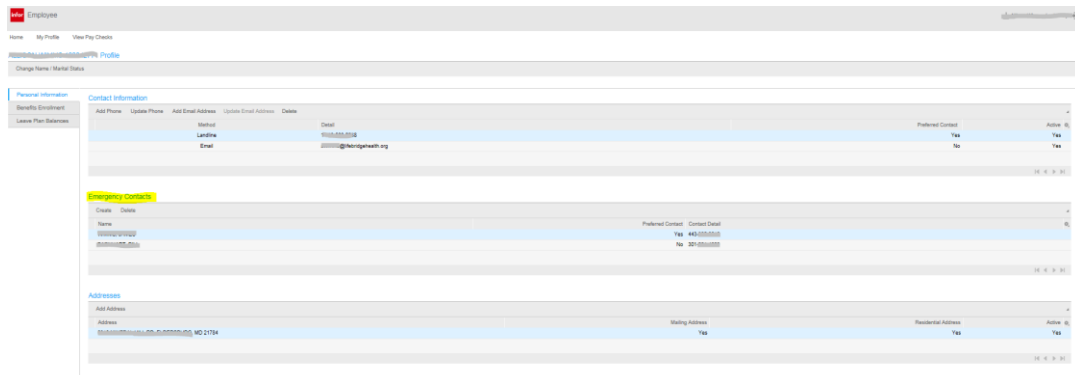 infor Employee
Home My Profile View Pay Checks
Profile
Change Name / Marital Status
Personal Information
Benefits Enrollment
Leave Plan Balances
Contact Information
Add Phone Update Phone Add Email Address Update Email Address Delete
Method Detail Preferred Contact Active
Landline Yes Yes
Email @lifebridgehealth.org No Yes
Emergency Contacts
Create Delete
Name Preferred Contact Contact Detail
Yes 443-
No 301-
Addresses
Add Address
Address Mailing Address Residential Address Active
MD 21784 Yes Yes Yes